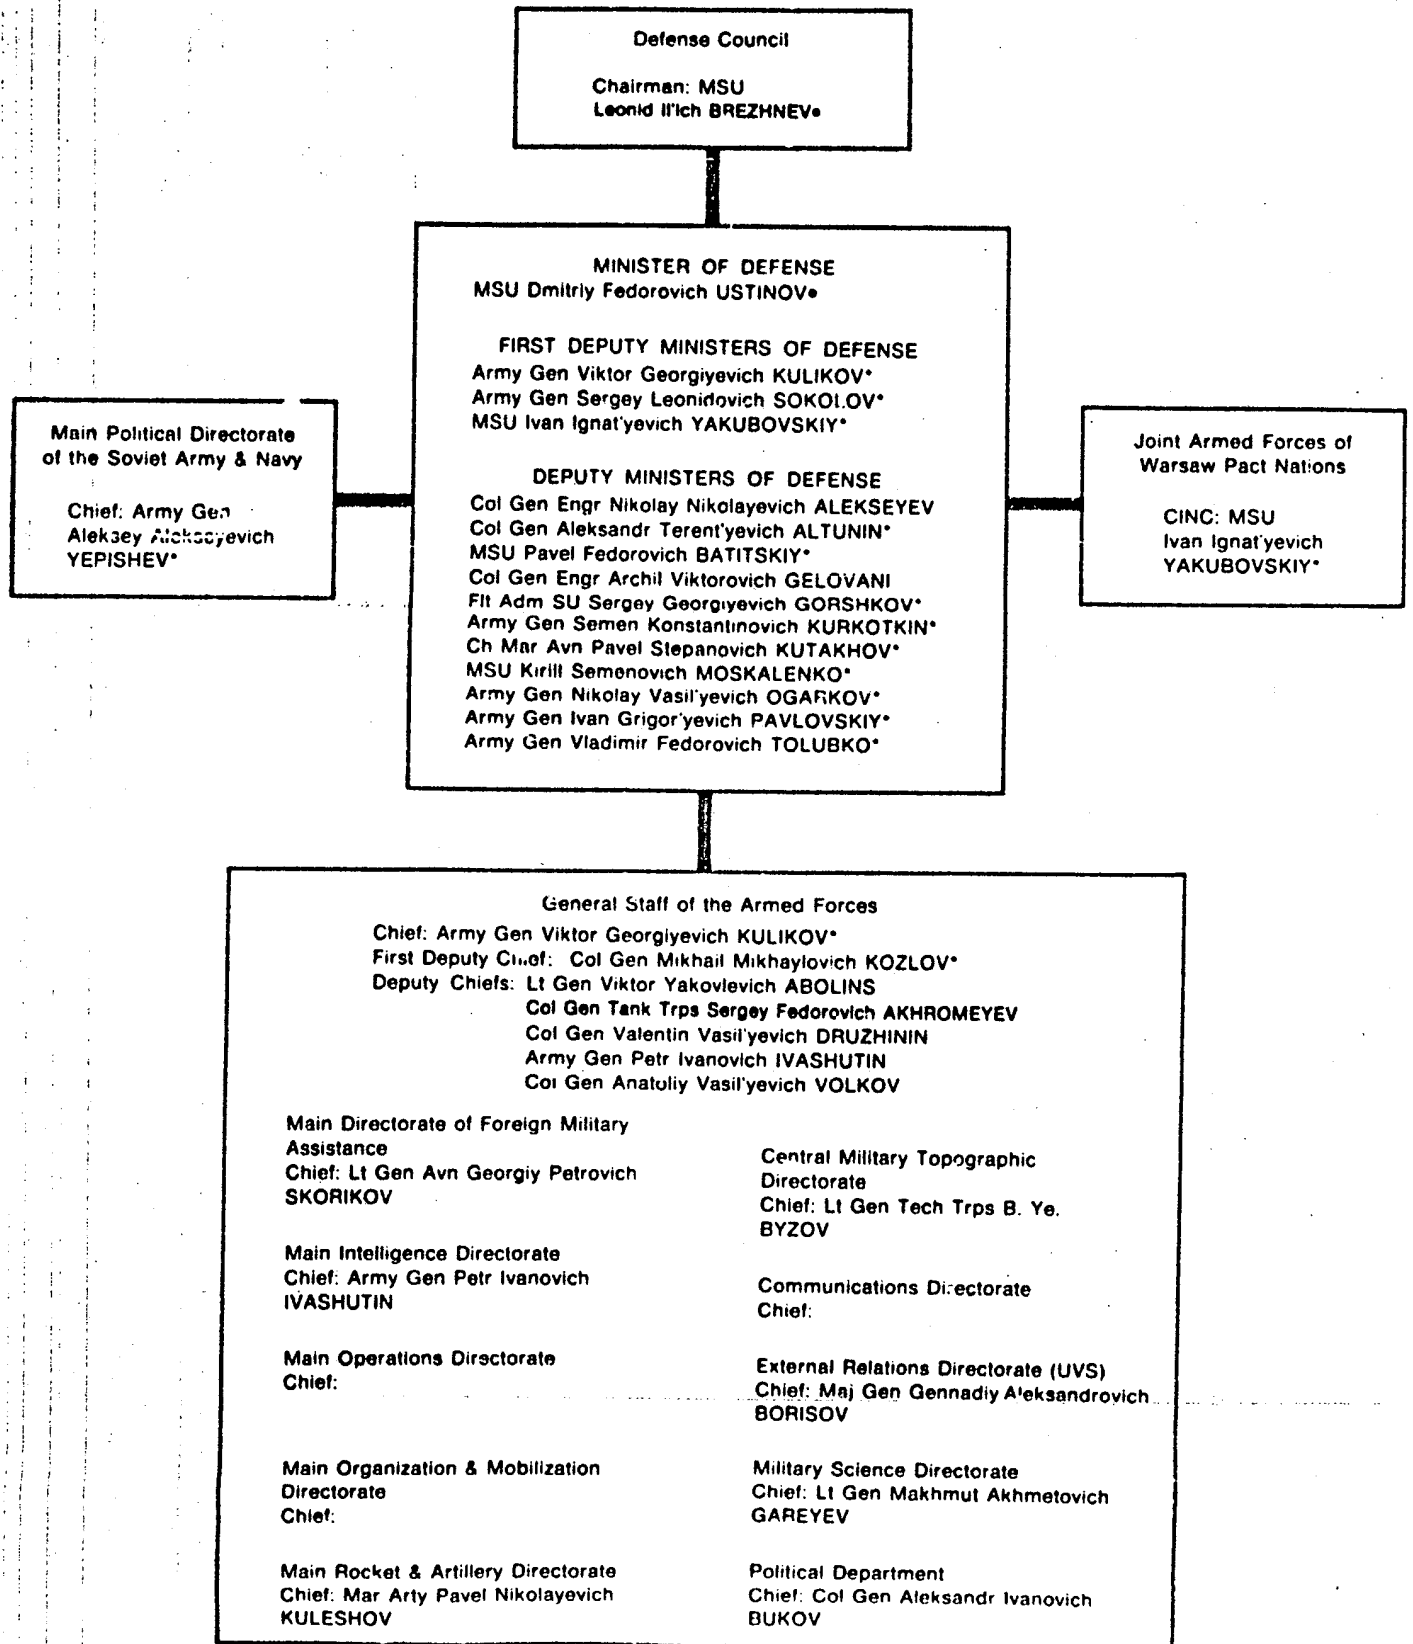 Defense Council
Chairman: MSU
Leonid Il'ich BREZHNEV•
MINISTER OF DEFENSE
MSU Dmitriy Fedorovich USTINOV•
FIRST DEPUTY MINISTERS OF DEFENSE
Army Gen Viktor Georgiyevich KULIKOV*
Army Gen Sergey Leonidovich SOKOLOV*
MSU Ivan Ignat'yevich YAKUBOVSKIY*
DEPUTY MINISTERS OF DEFENSE
Col Gen Engr Nikolay Nikolayevich ALEKSEYEV
Col Gen Aleksandr Terent'yevich ALTUNIN*
MSU Pavel Fedorovich BATITSKIY*
Col Gen Engr Archil Viktorovich GELOVANI
Flt Adm SU Sergey Georgiyevich GORSHKOV*
Army Gen Semen Konstantinovich KURKOTKIN*
Ch Mar Avn Pavel Stepanovich KUTAKHOV*
MSU Kirill Semenovich MOSKALENKO*
Army Gen Nikolay Vasil'yevich OGARKOV*
Army Gen Ivan Grigor'yevich PAVLOVSKIY*
Army Gen Vladimir Fedorovich TOLUBKO*
Main Political Directorate
of the Soviet Army & Navy
Chief: Army Gen
Aleksey Alekseyevich
YEPISHEV*
Joint Armed Forces of
Warsaw Pact Nations
CINC: MSU
Ivan Ignat'yevich
YAKUBOVSKIY*
General Staff of the Armed Forces
Chief: Army Gen Viktor Georgiyevich KULIKOV*
First Deputy Chief: Col Gen Mikhail Mikhaylovich KOZLOV*
Deputy Chiefs: Lt Gen Viktor Yakovlevich ABOLINS
Col Gen Tank Trps Sergey Fedorovich AKHROMEYEV
Col Gen Valentin Vasil'yevich DRUZHININ
Army Gen Petr Ivanovich IVASHUTIN
Col Gen Anatoliy Vasil'yevich VOLKOV
Main Directorate of Foreign Military
Assistance
Chief: Lt Gen Avn Georgiy Petrovich
SKORIKOV
Main Intelligence Directorate
Chief: Army Gen Petr Ivanovich
IVASHUTIN
Main Operations Directorate
Chief:
Main Organization & Mobilization
Directorate
Chief:
Main Rocket & Artillery Directorate
Chief: Mar Arty Pavel Nikolayevich
KULESHOV
Central Military Topographic
Directorate
Chief: Lt Gen Tech Trps B. Ye.
BYZOV
Communications Directorate
Chief:
External Relations Directorate (UVS)
Chief: Maj Gen Gennadiy Aleksandrovich
BORISOV
Military Science Directorate
Chief: Lt Gen Makhmut Akhmetovich
GAREYEV
Political Department
Chief: Col Gen Aleksandr Ivanovich
BUKOV